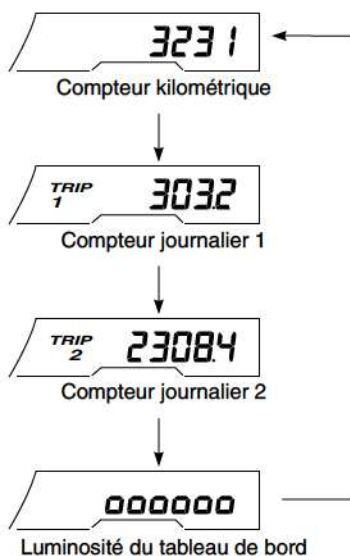 3231
Compteur kilométrique
TRIP 303.2
1
Compteur journalier 1
TRIP 2308.4
2
Compteur journalier 2
oooooo
Luminosité du tableau de bord